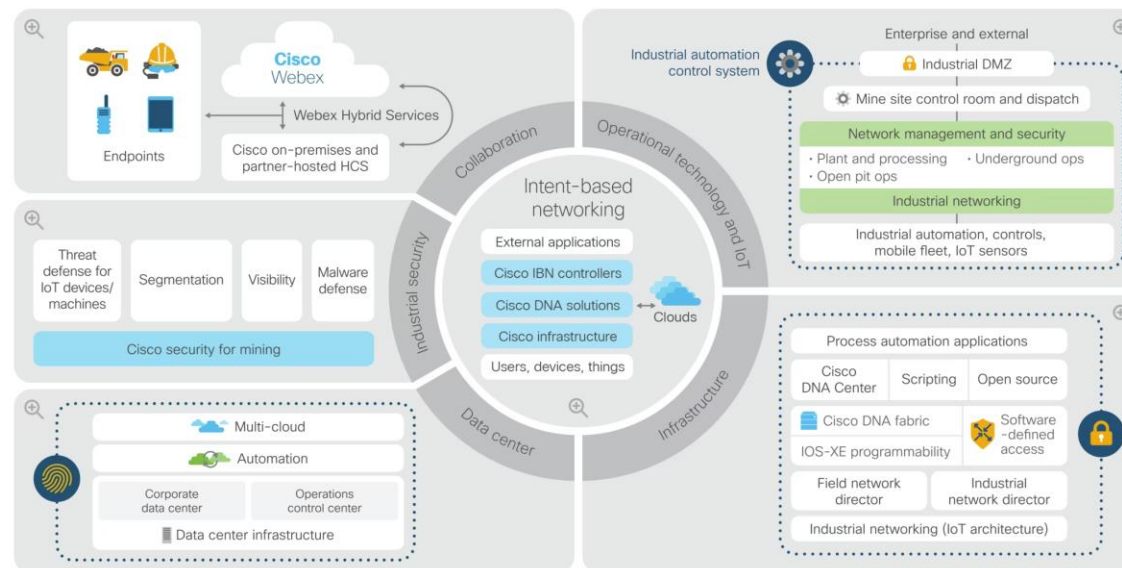 Cisco
Webex
Webex Hybrid Services
Endpoints
Cisco on-premises and
partner-hosted HCS
Collaboration
Threat
defense for
IoT devices/
machines
Segmentation
Visibility
Malware
defense
Cisco security for mining
Industrial security
Multi-cloud
Automation
Corporate
data center
Operations
control center
Data center infrastructure
Data center
Intent-based
networking
External applications
Cisco IBN controllers
Cisco DNA solutions
Clouds
Cisco infrastructure
Users, devices, things
Operational technology and IoT
Industrial automation
control system
Enterprise and external
Industrial DMZ
Mine site control room and dispatch
Network management and security
· Plant and processing
· Underground ops
· Open pit ops
Industrial networking
Industrial automation, controls,
mobile fleet, IoT sensors
Infrastructure
Process automation applications
Cisco
DNA Center
Scripting
Open source
Cisco DNA fabric
Software
-defined
access
IOS-XE programmability
Field network
director
Industrial
network director
Industrial networking (IoT architecture)